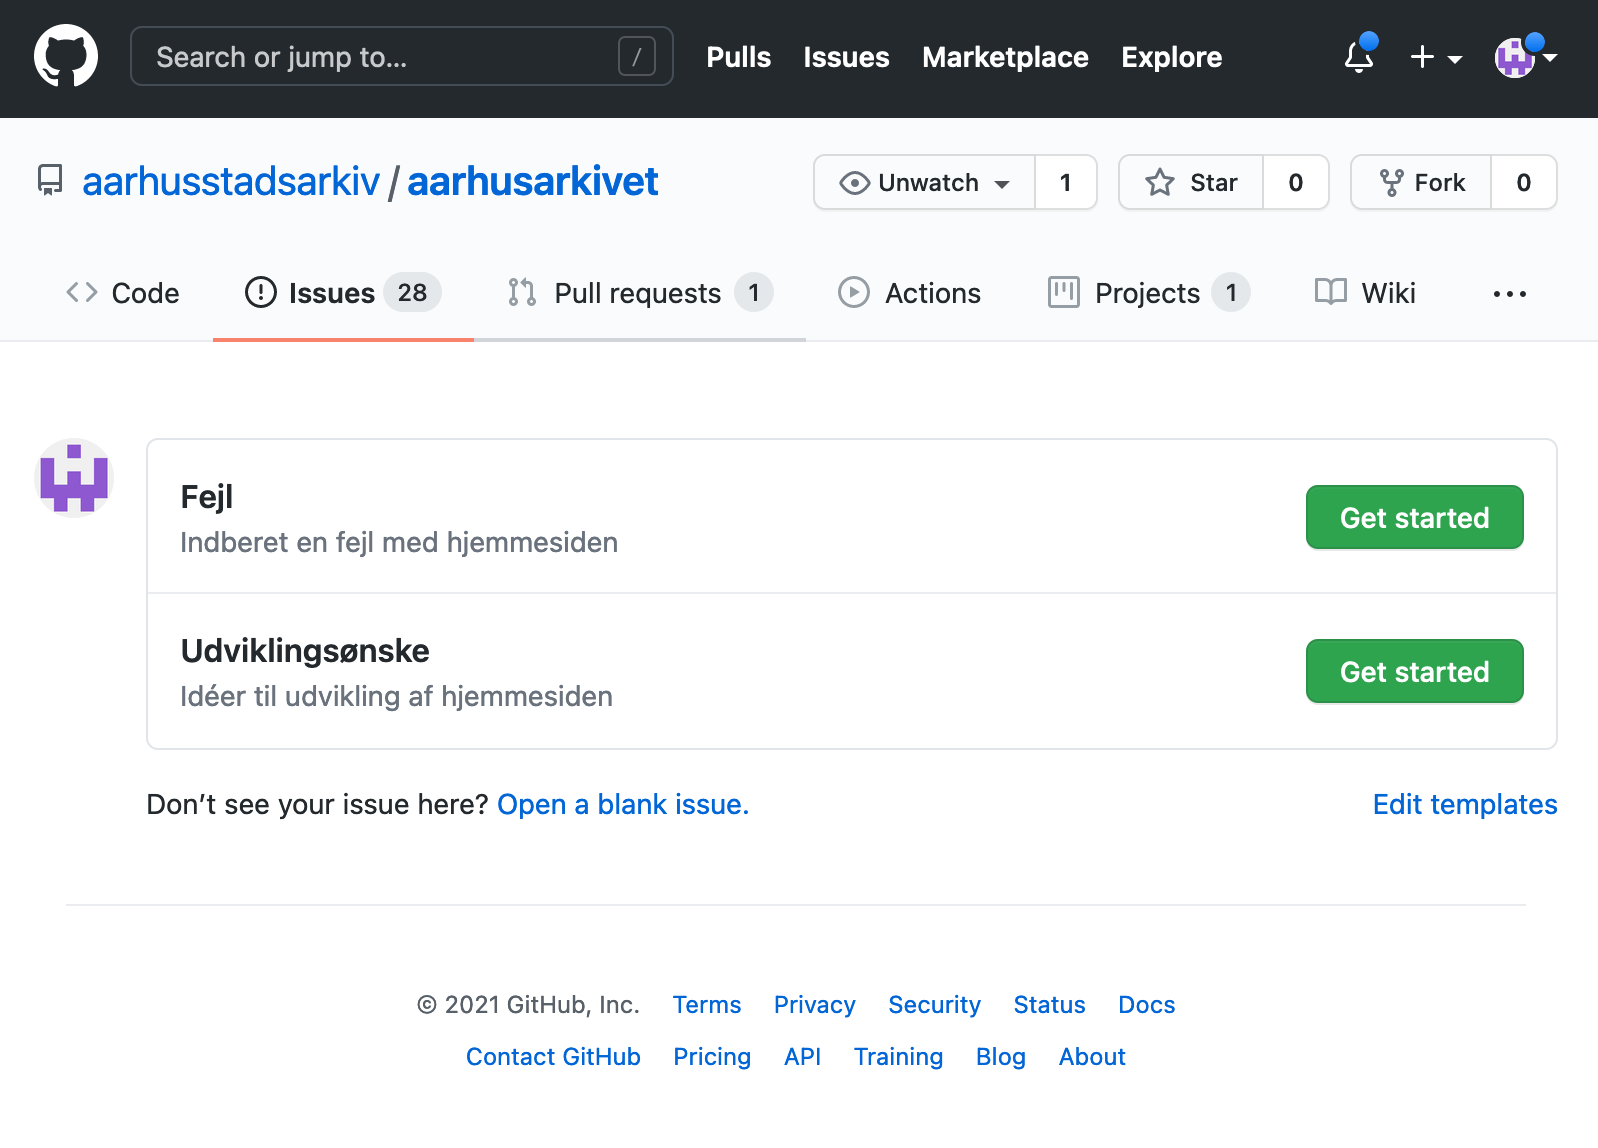 Search or jump to... / Pulls Issues Marketplace Explore
aarhusstadsarkiv / aarhusarkivet Unwatch 1 Star 0 Fork 0
Code Issues 28 Pull requests 1 Actions Projects 1 Wiki ...
Fejl
Indberet en fejl med hjemmesiden
Get started
Udviklingsønske
Idéer til udvikling af hjemmesiden
Get started
Don’t see your issue here? Open a blank issue. Edit templates
© 2021 GitHub, Inc. Terms Privacy Security Status Docs
Contact GitHub Pricing API Training Blog About